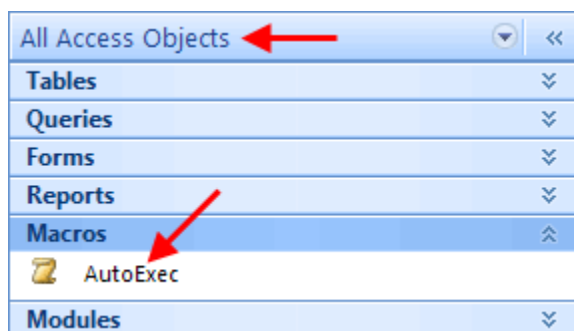 All Access Objects
Tables
Queries
Forms
Reports
Macros
AutoExec
Modules